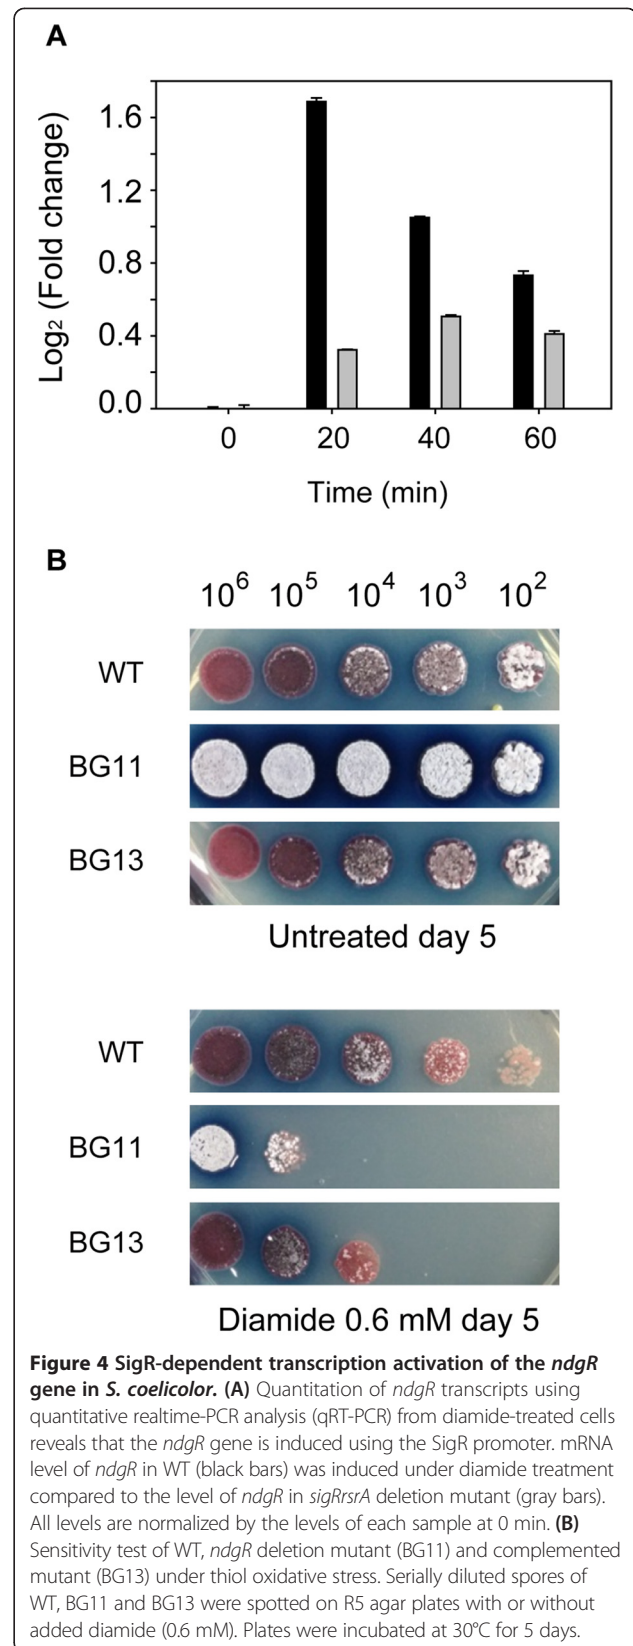 A
Log2 (Fold change)
1.6
1.2
0.8
0.4
0.0
0 20 40 60
Time (min)
B
10^6 10^5 10^4 10^3 10^2
WT
BG11
BG13
Untreated day 5
WT
BG11
BG13
Diamide 0.6 mM day 5
Figure 4 SigR-dependent transcription activation of the ndgR
gene in S. coelicolor. (A) Quantitation of ndgR transcripts using
quantitative realtime-PCR analysis (qRT-PCR) from diamide-treated cells
reveals that the ndgR gene is induced using the SigR promoter. mRNA
level of ndgR in WT (black bars) was induced under diamide treatment
compared to the level of ndgR in sigRrsrA deletion mutant (gray bars).
All levels are normalized by the levels of each sample at 0 min. (B)
Sensitivity test of WT, ndgR deletion mutant (BG11) and complemented
mutant (BG13) under thiol oxidative stress. Serially diluted spores of
WT, BG11 and BG13 were spotted on R5 agar plates with or without
added diamide (0.6 mM). Plates were incubated at 30°C for 5 days.